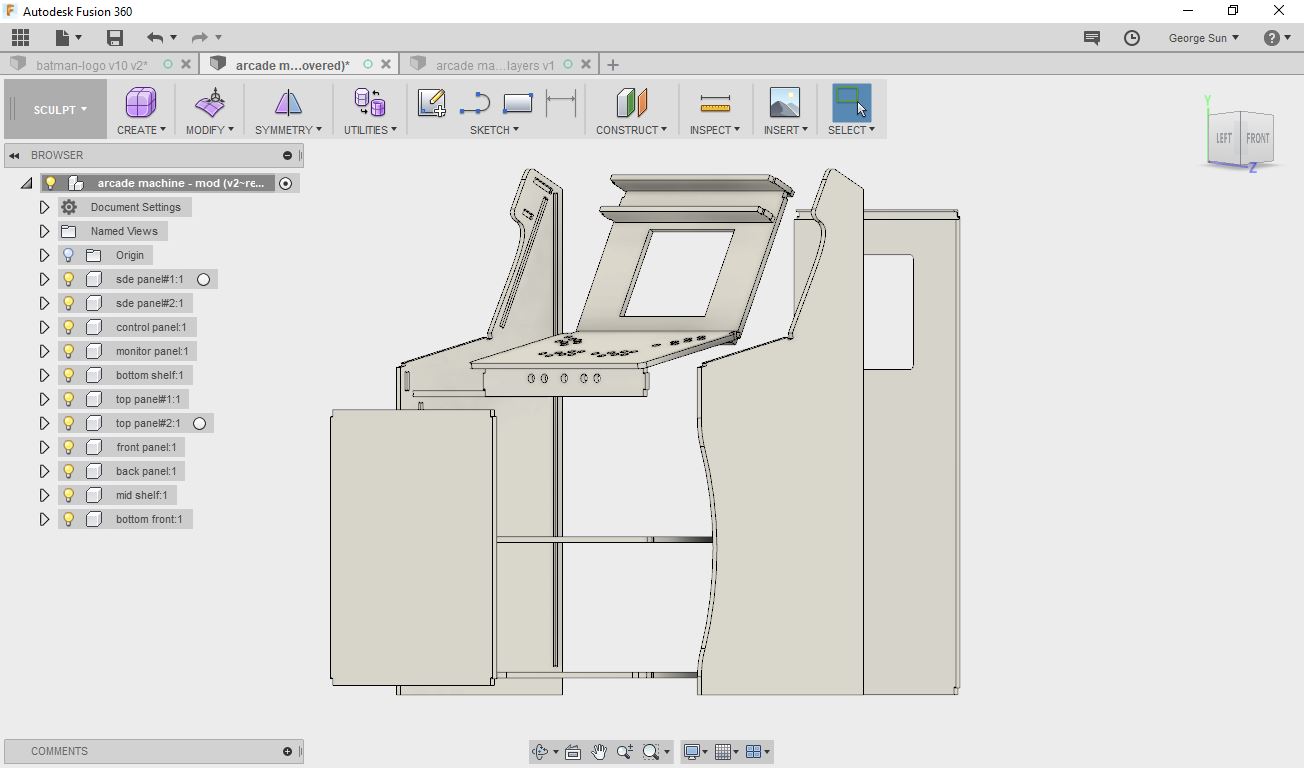 Autodesk Fusion 360
George Sun
batman-logo v10 v2*
arcade m...overed)*
arcade ma....layers v1
SCULPT
CREATE
MODIFY
SYMMETRY
UTILITIES
SKETCH
CONSTRUCT
INSPECT
INSERT
SELECT
BROWSER
arcade machine - mod (v2~re...
Document Settings
Named Views
Origin
sde panel#1:1
sde panel#2:1
control panel:1
monitor panel:1
bottom shelf:1
top panel#1:1
top panel#2:1
front panel:1
back panel:1
mid shelf:1
bottom front:1
Y
LEFT
FRONT
Z
COMMENTS